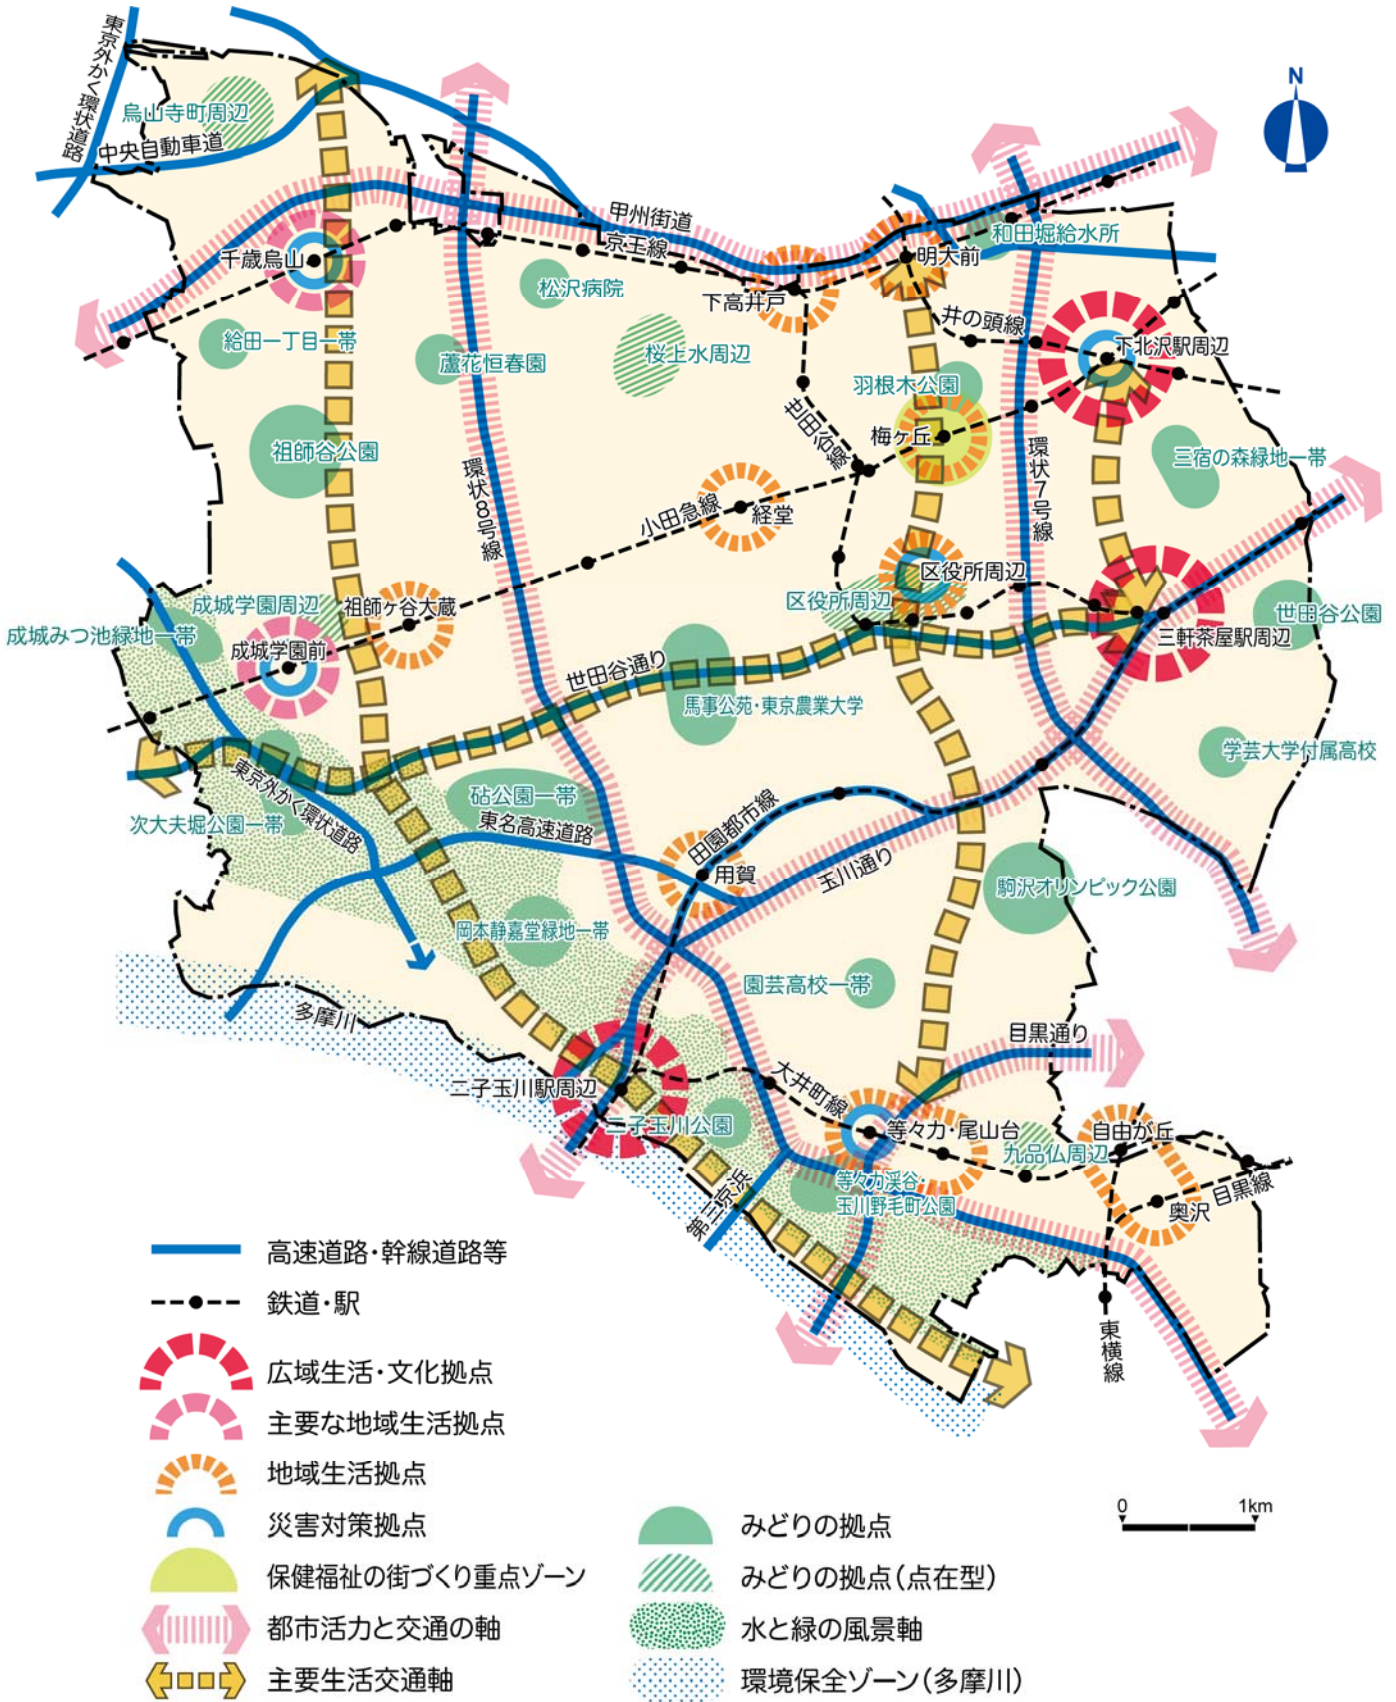 東京外かく環状道路
N
烏山寺町周辺
中央自動車道
甲州街道
京王線
和田堀給水所
千歳烏山
明大前
松沢病院
下高井戸
井の頭線
給田一丁目一帯
蘆花恒春園
桜上水周辺
下北沢駅周辺
羽根木公園
世田谷線
梅ヶ丘
祖師谷公園
環状8号線
環状7号線
三宿の森緑地一帯
小田急線
経堂
区役所周辺
区役所周辺
成城学園周辺
祖師ヶ谷大蔵
世田谷公園
成城みつ池緑地一帯
成城学園前
三軒茶屋駅周辺
世田谷通り
馬事公苑・東京農業大学
学芸大学付属高校
東京外かく環状道路
砧公園一帯
次大夫堀公園一帯
東名高速道路
田園都市線
用賀
玉川通り
駒沢オリンピック公園
岡本静嘉堂緑地一帯
園芸高校一帯
多摩川
目黒通り
二子玉川駅周辺
大井町線
二子玉川公園
等々力・尾山台
自由が丘
九品仏周辺
等々力渓谷・
玉川野毛町公園
第三京浜
奥沢
目黒線
東横線
高速道路・幹線道路等
鉄道・駅
広域生活・文化拠点
主要な地域生活拠点
地域生活拠点
災害対策拠点
保健福祉の街づくり重点ゾーン
都市活力と交通の軸
主要生活交通軸
みどりの拠点
みどりの拠点（点在型）
水と緑の風景軸
環境保全ゾーン（多摩川）
0 1km